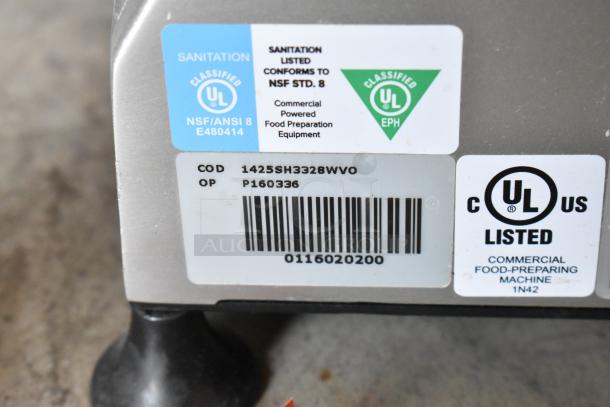 SANITATION
CLASSIFIED
UL
®
NSF/ANSI 8
E480414
SANITATION
LISTED
CONFORMS TO
NSF STD. 8
Commercial
Powered
Food Preparation
Equipment
CLASSIFIED
UL
®
EPH
COD 1425SH3328WVO
OP P160336
0116020200
C UL US
®
LISTED
COMMERCIAL
FOOD-PREPARING
MACHINE
1N42